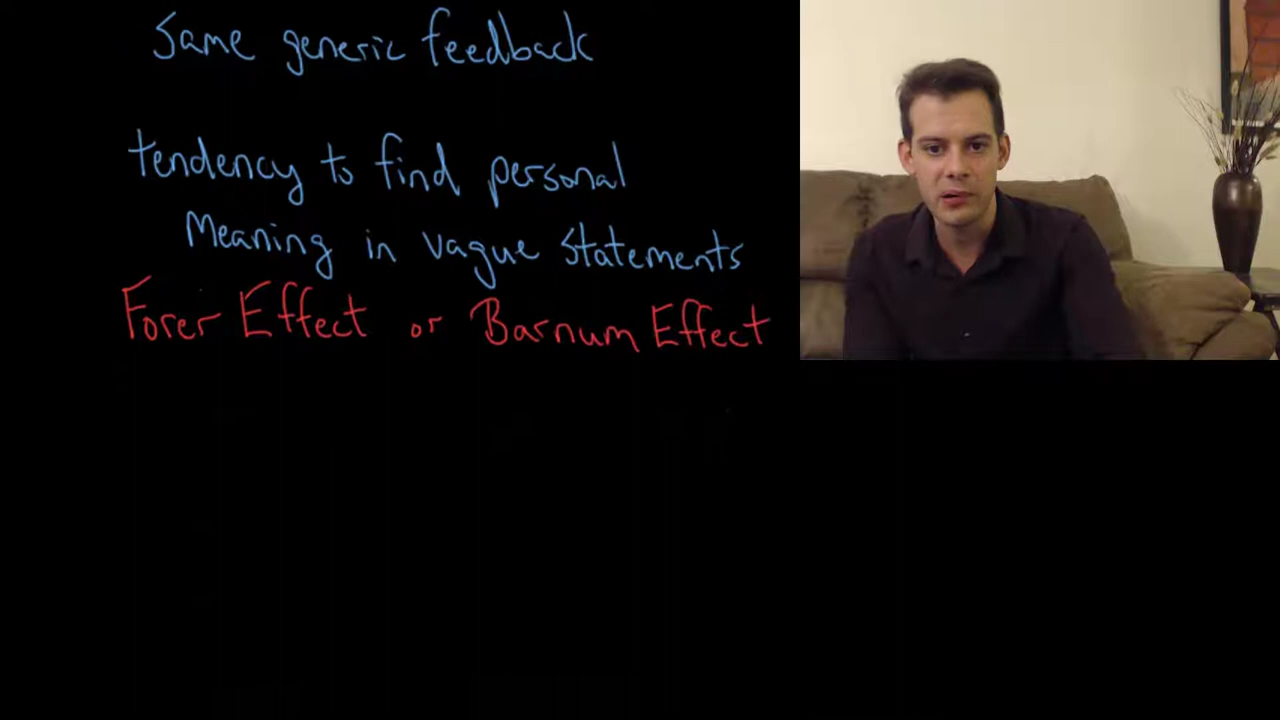 Same generic feedback
tendency to find personal
Meaning in vague Statements
Forer Effect or Barnum Effect